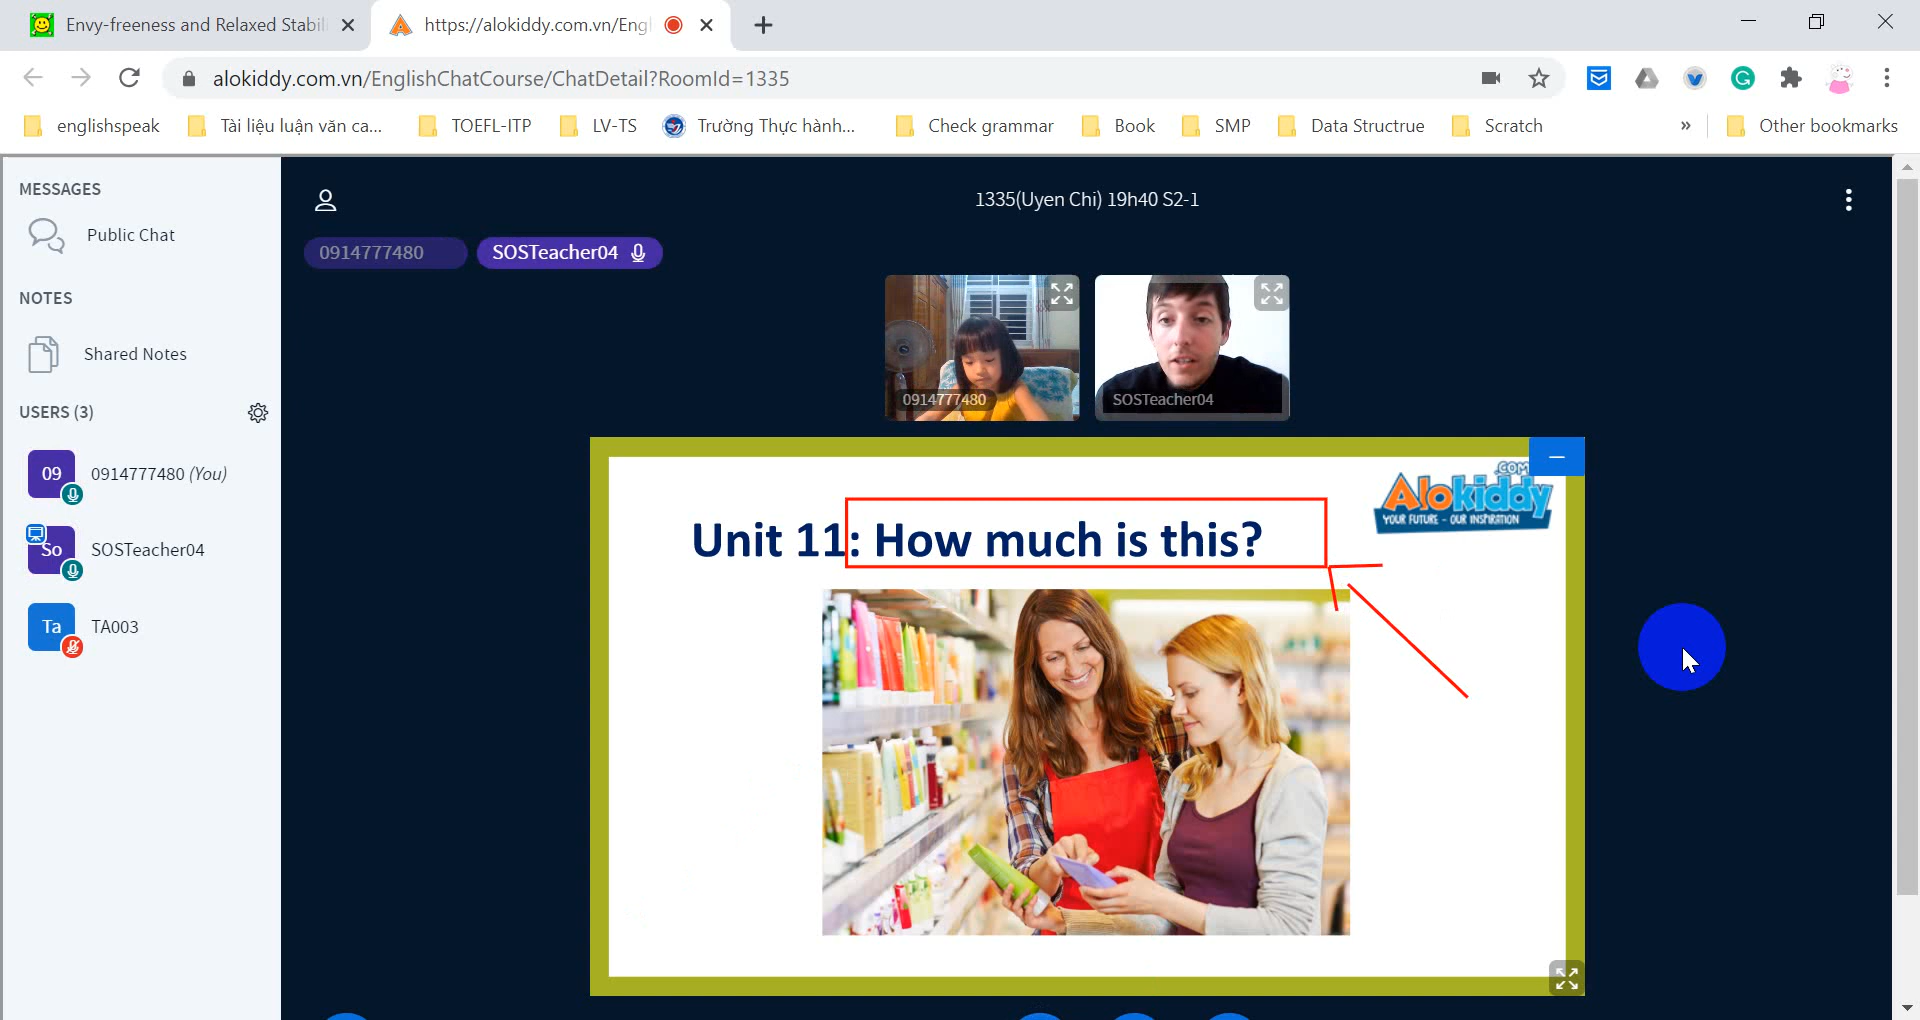 Envy-freeness and Relaxed Stabil
https://alokiddy.com.vn/Engl
alokiddy.com.vn/EnglishChatCourse/ChatDetail?RoomId=1335
englishspeak
Tài liệu luận văn ca...
TOEFL-ITP
LV-TS
Trường Thực hành...
Check grammar
Book
SMP
Data Structrue
Scratch
»
Other bookmarks
MESSAGES
Public Chat
NOTES
Shared Notes
USERS (3)
09
0914777480 (You)
So
SOSTeacher04
Ta
TA003
1335(Uyen Chi) 19h40 S2-1
0914777480
SOSTeacher04
0914777480
SOSTeacher04
.COM
Alokiddy
YOUR FUTURE - OUR INSPIRATION
Unit 11: How much is this?